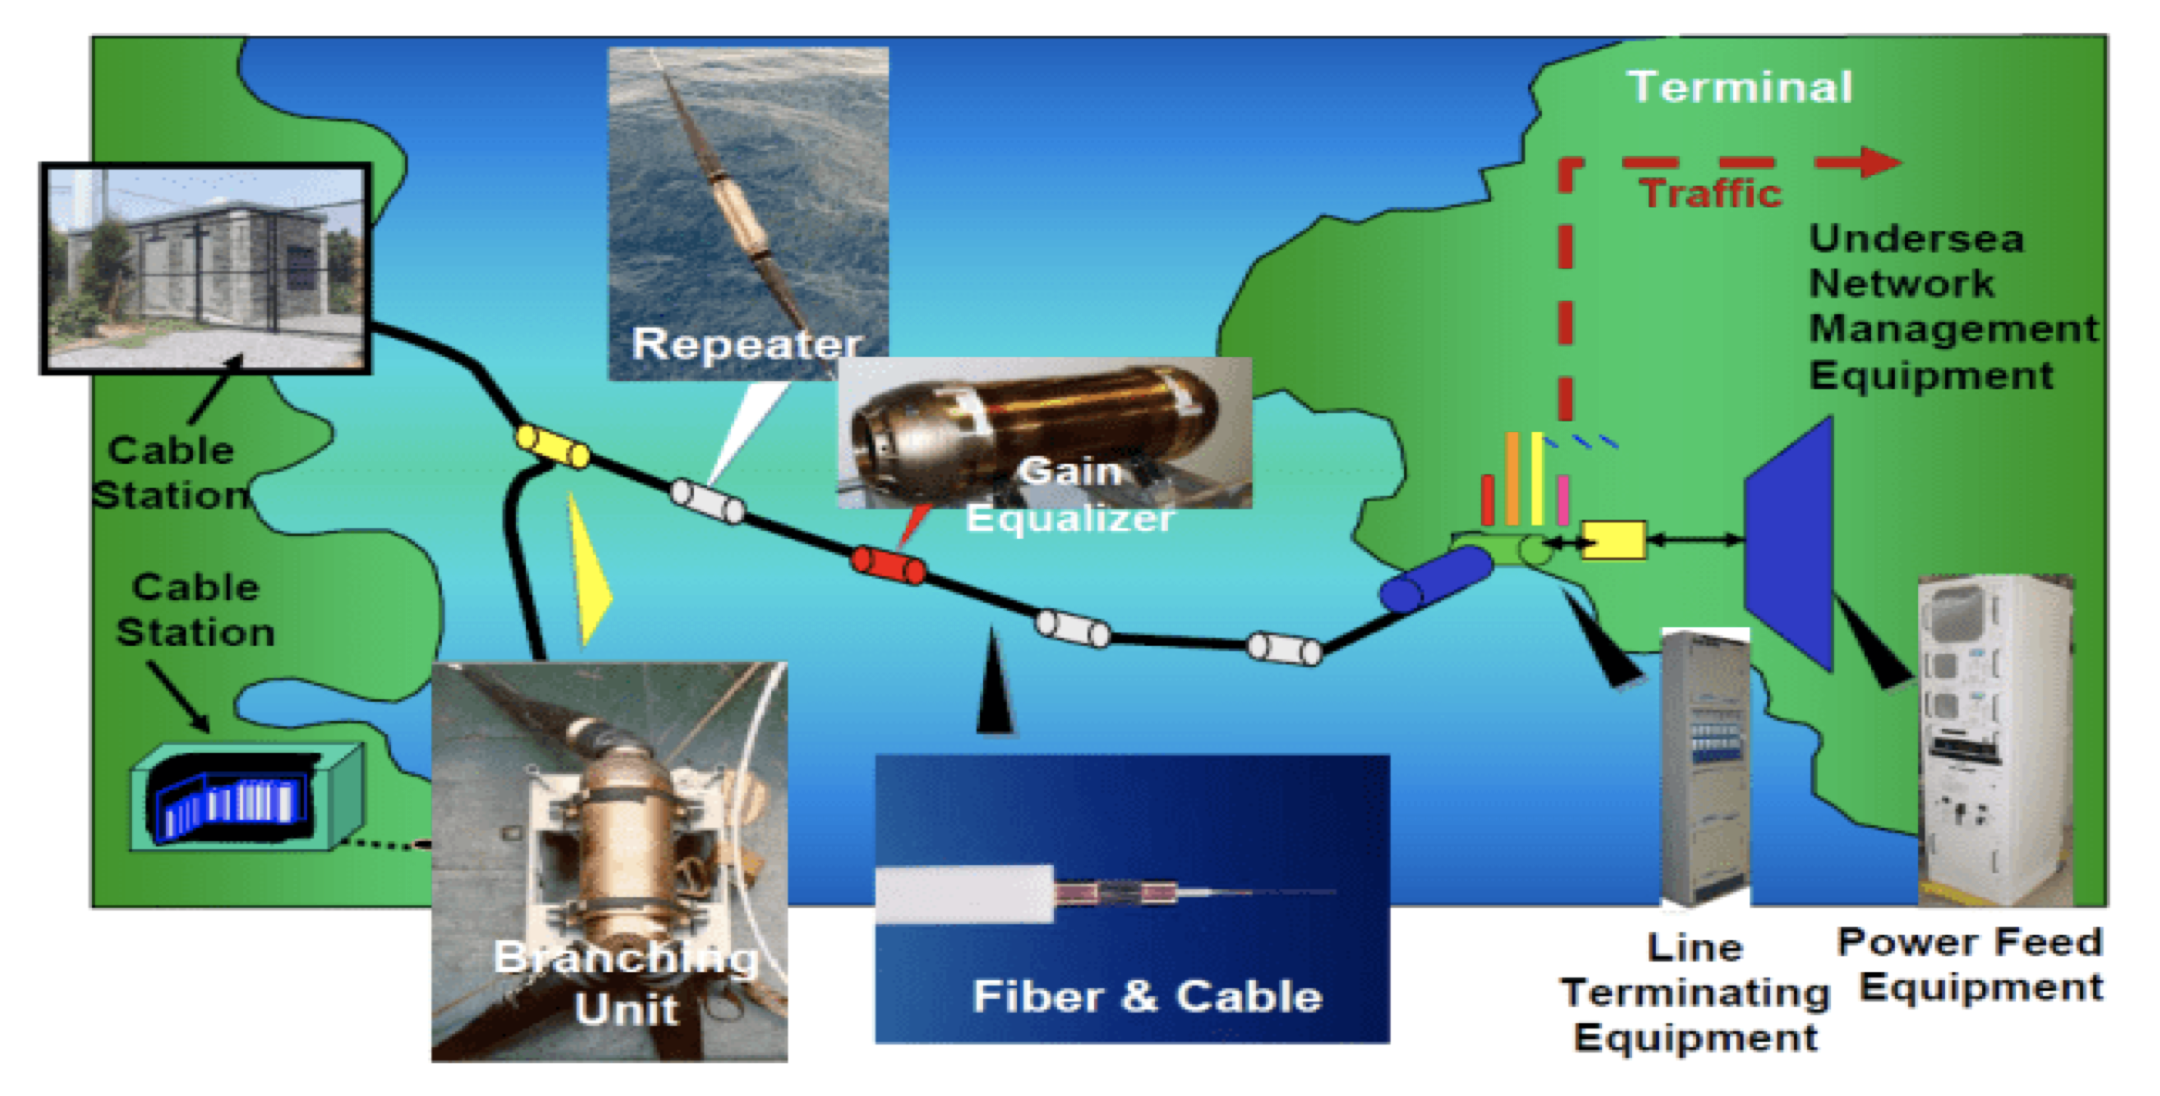 Terminal
Traffic
Undersea
Network
Management
Equipment
Repeater
Gain
Equalizer
Cable
Station
Cable
Station
Branching
Unit
Fiber & Cable
Line
Terminating
Equipment
Power Feed
Equipment